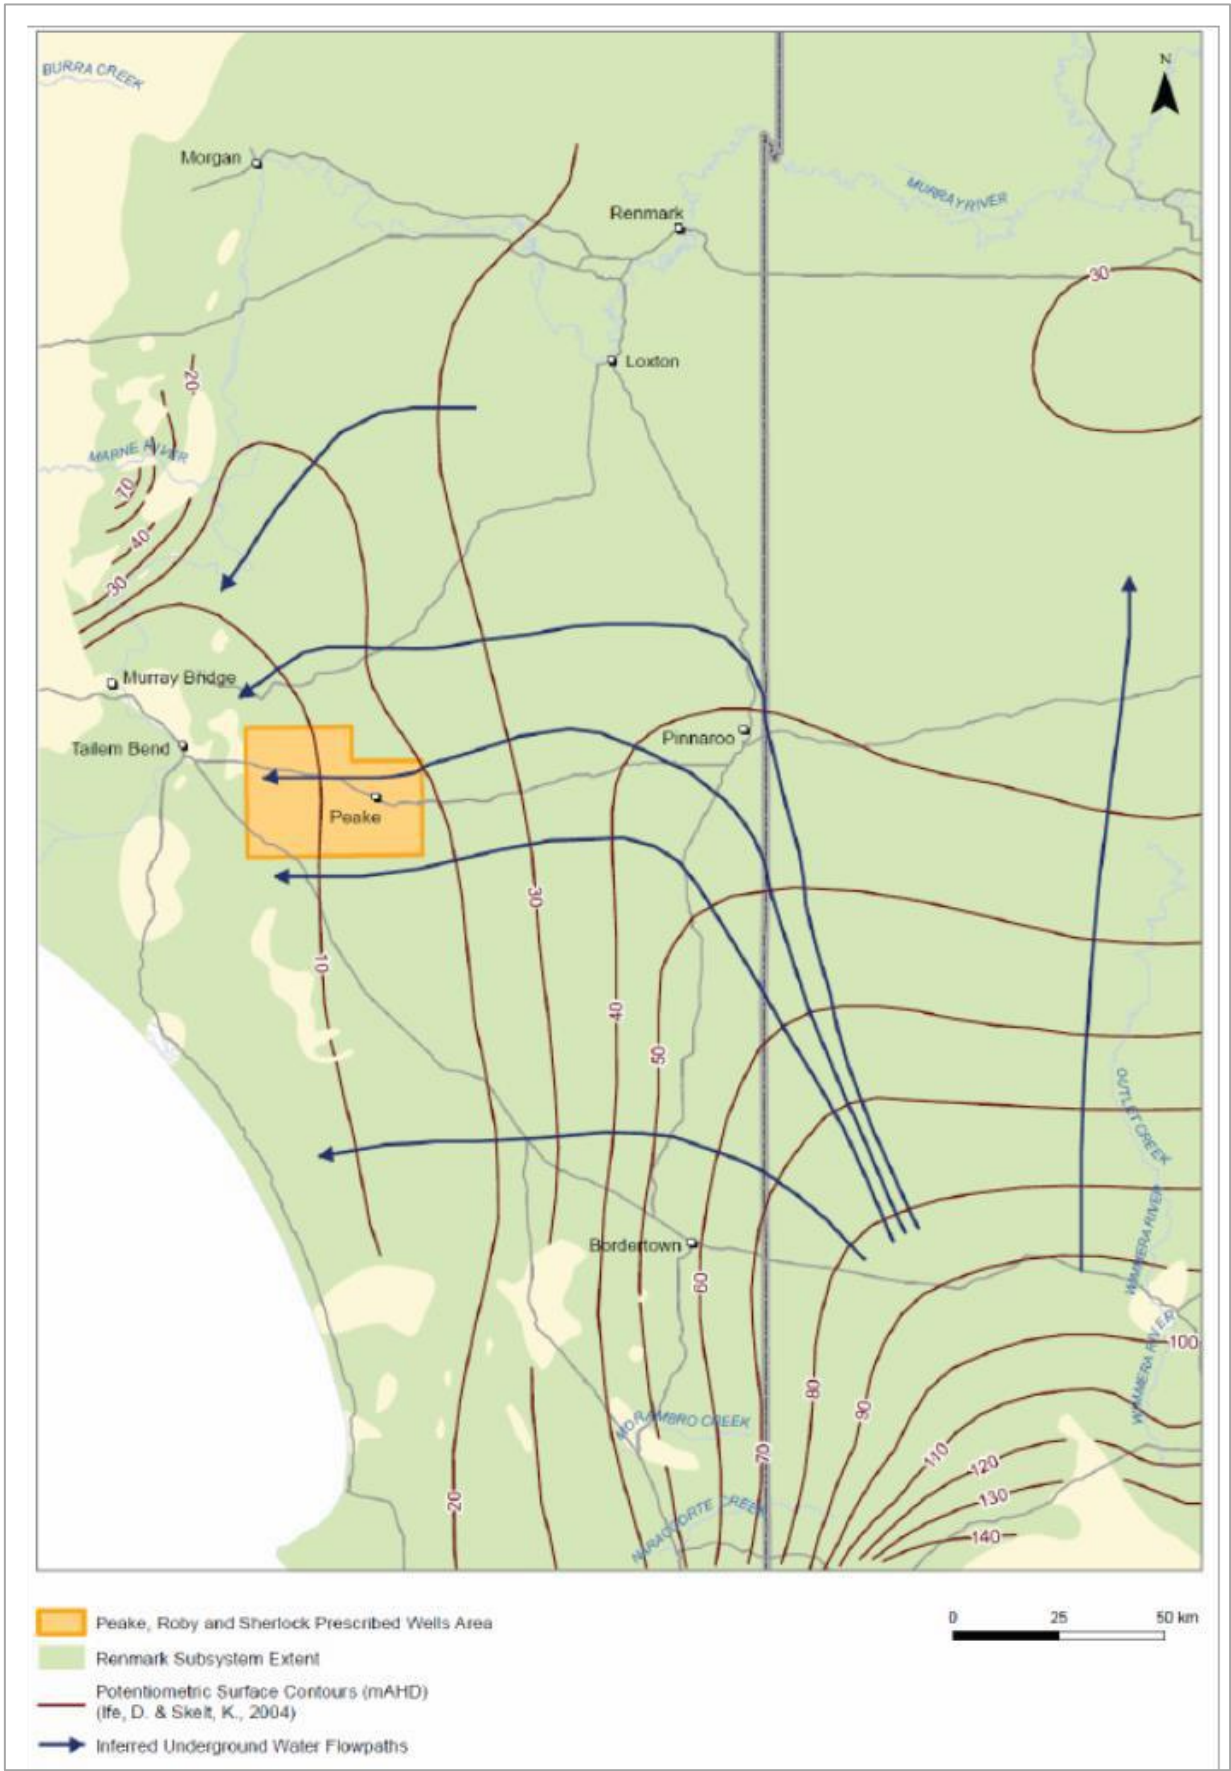 BURRA CREEK
N
Morgan
MURRAY RIVER
Renmark
30
Loxton
20
MARNE RIVER
70
40
30
Murray Bridge
Tailem Bend
Pinnaroo
Peake
30
10
40
50
OUTLET CREEK
WIMMERA RIVER
Bordertown
60
100
WIMMERA RIVER
80
90
MORAMBRO CREEK
70
110
120
20
130
NARACOORTE CREEK
140
Peake, Roby and Sherlock Prescribed Wells Area
0 25 50 km
Renmark Subsystem Extent
Potentiometric Surface Contours (mAHD)
(Ife, D. & Skelt, K., 2004)
Inferred Underground Water Flowpaths